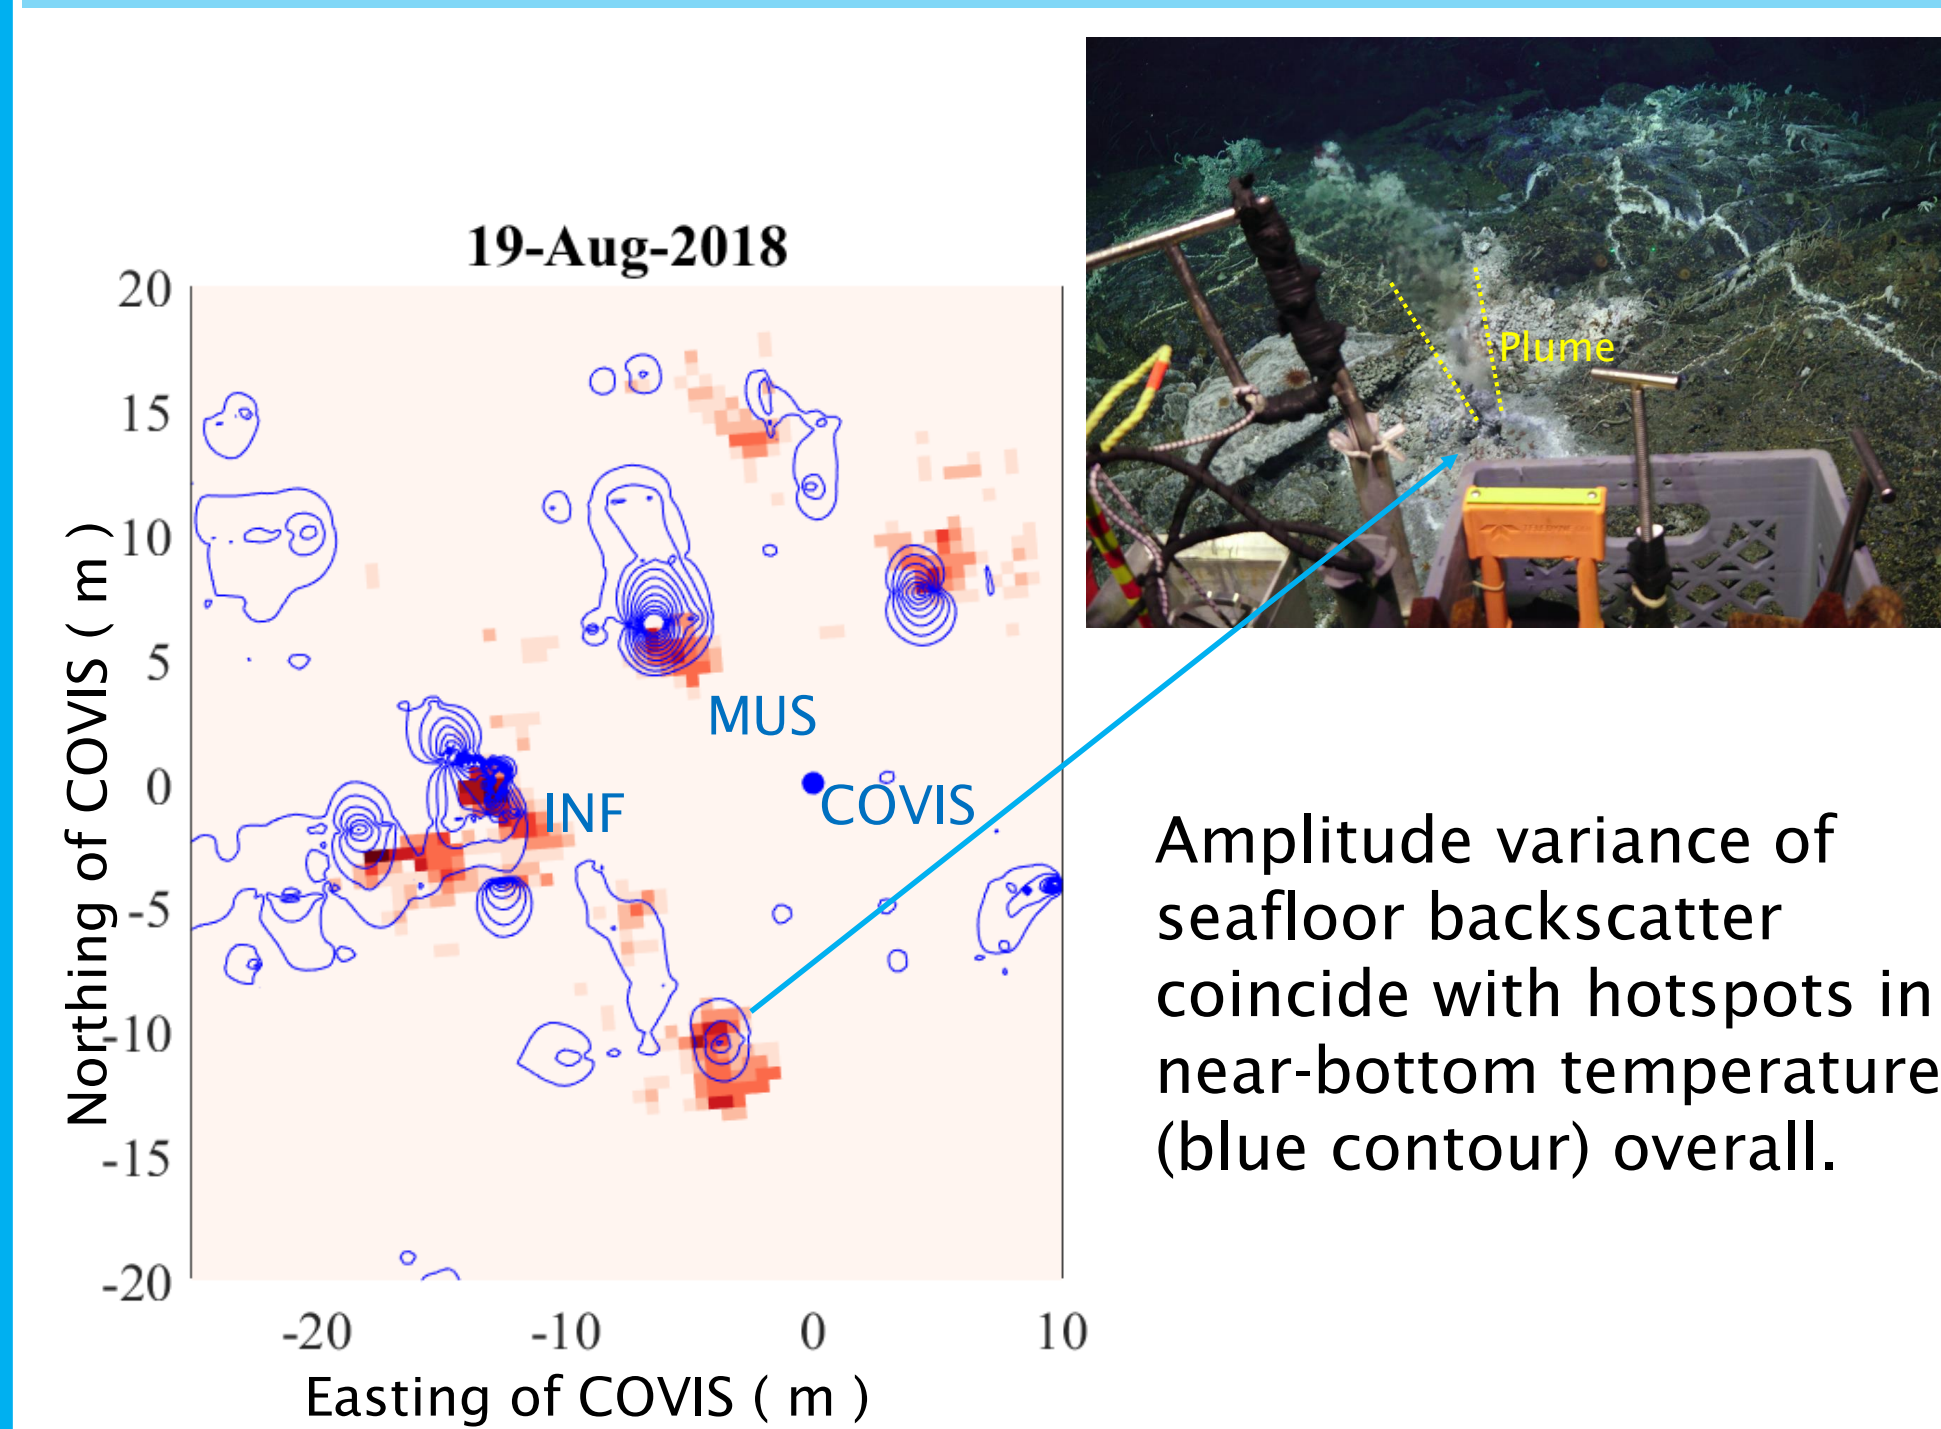 19-Aug-2018
20
15
10
5
0
-5
-10
-15
-20
Northing of COVIS ( m )
-20
-10
0
10
Easting of COVIS ( m )
MUS
INF
COVIS
Plume
Amplitude variance of
seafloor backscatter
coincide with hotspots in
near-bottom temperature
(blue contour) overall.